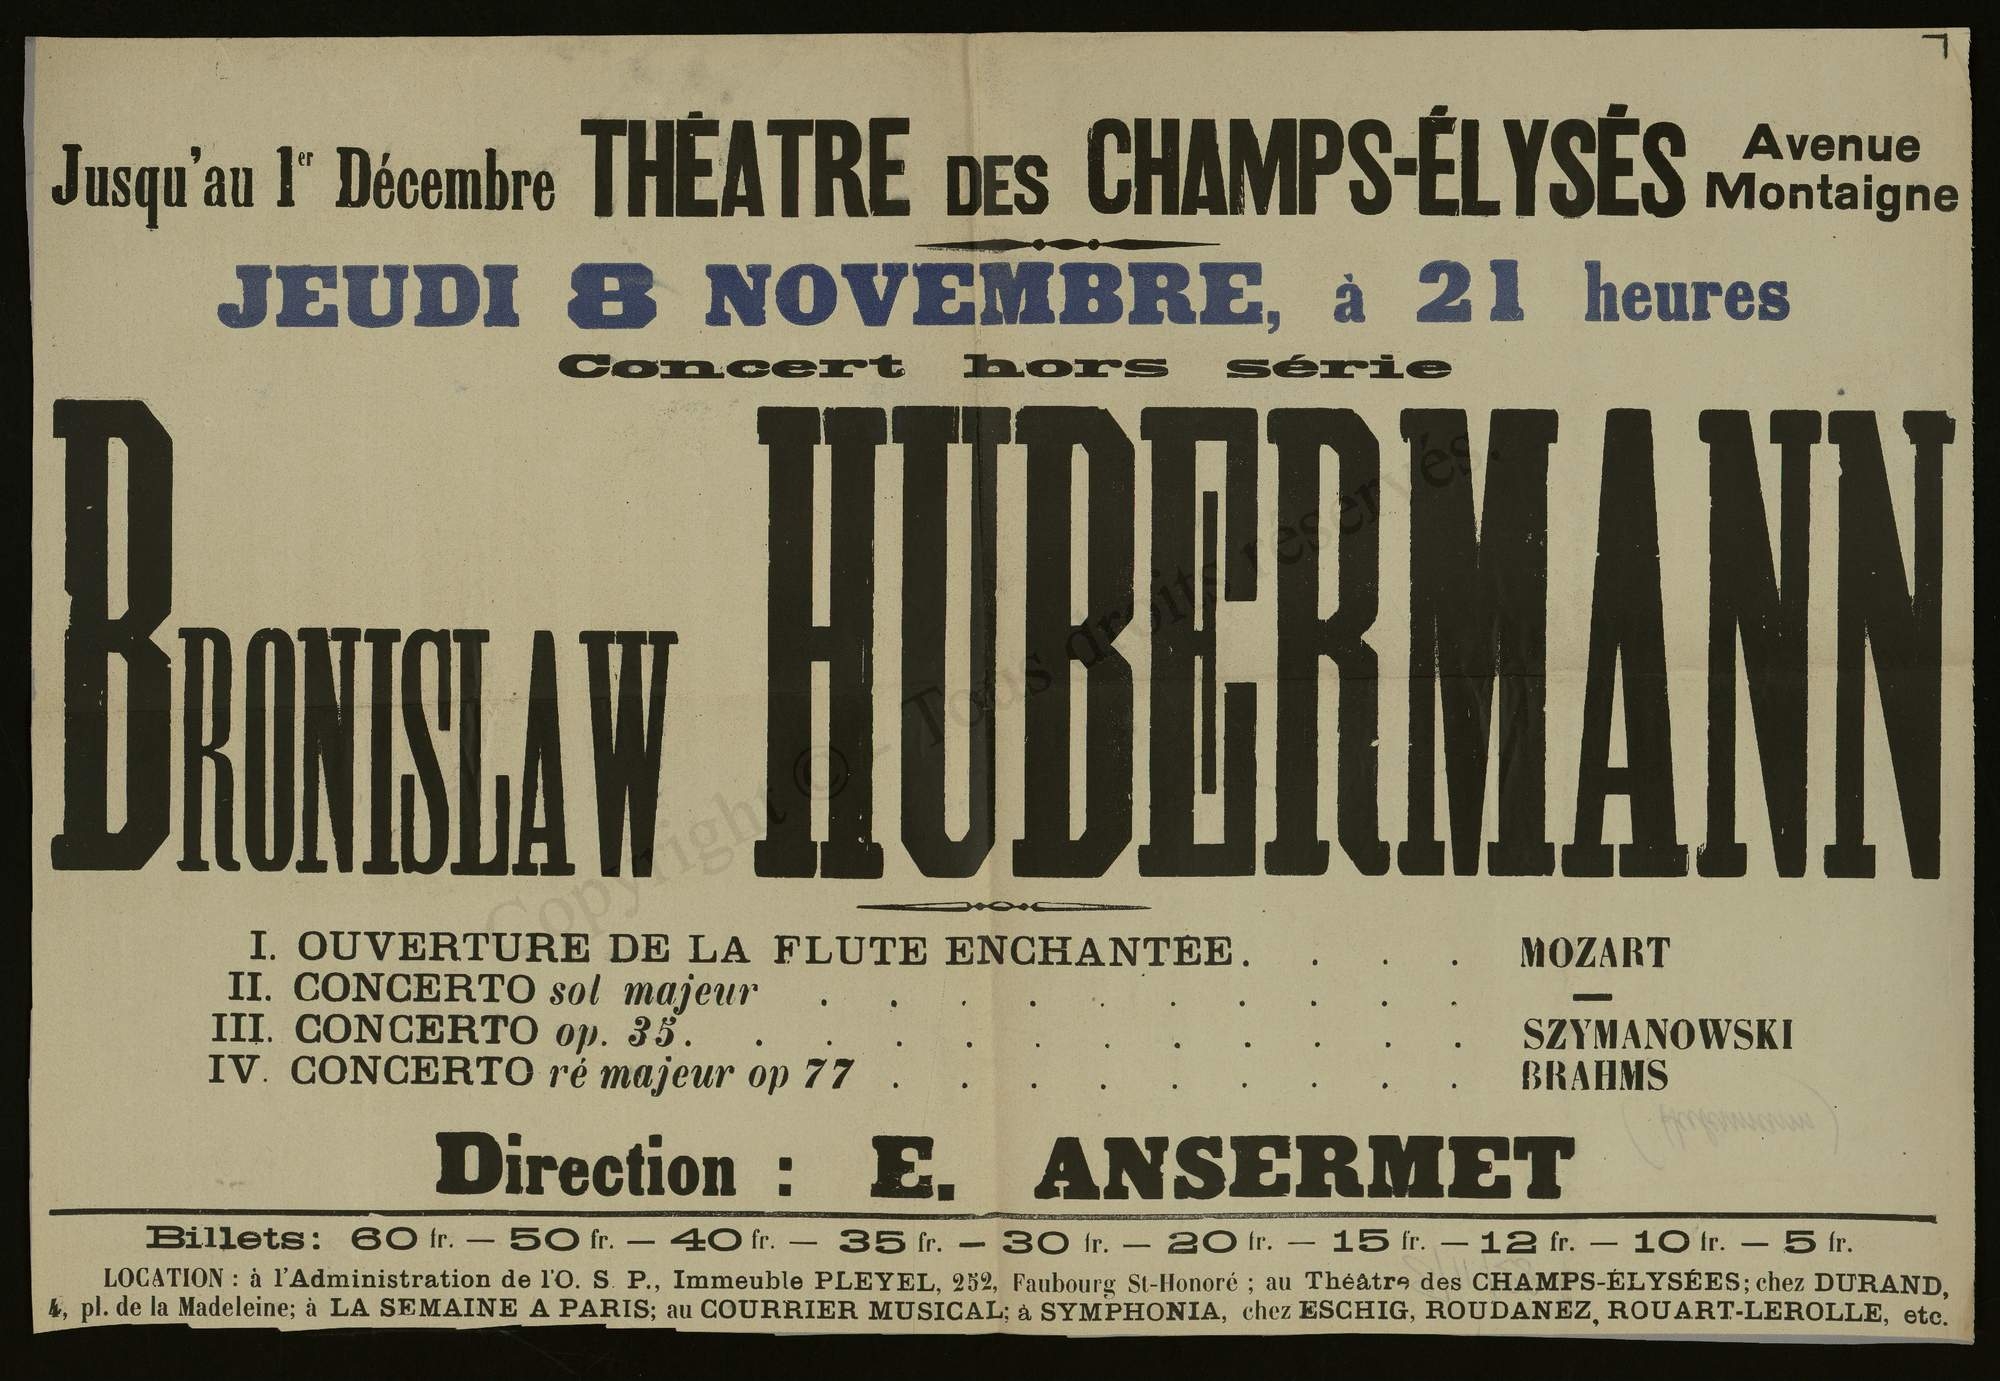 Jusqu'au 1er Décembre THÉATRE DES CHAMPS-ÉLYSÉS Avenue Montaigne
JEUDI 8 NOVEMBRE, à 21 heures
Concert hors série
BRONISLAW HUBERMANN
I. OUVERTURE DE LA FLUTE ENCHANTÉE. . . . . MOZART
II. CONCERTO sol majeur . . . . . . . . . . —
III. CONCERTO op. 35. . . . . . . . . . . . SZYMANOWSKI
IV. CONCERTO ré majeur op 77 . . . . . . . . . BRAHMS
Direction : E. ANSERMET
Billets: 60 fr. — 50 fr. — 40 fr. — 35 fr. — 30 fr. — 20 fr. — 15 fr. — 12 fr. — 10 fr. — 5 fr.
LOCATION : à l'Administration de l'O. S. P., Immeuble PLEYEL, 252, Faubourg St-Honoré ; au Théâtre des CHAMPS-ÉLYSÉES; chez DURAND,
4, pl. de la Madeleine; à LA SEMAINE A PARIS; au COURRIER MUSICAL; à SYMPHONIA, chez ESCHIG, ROUDANEZ, ROUART-LEROLLE, etc.
Copyright © - Tous droits réservés.